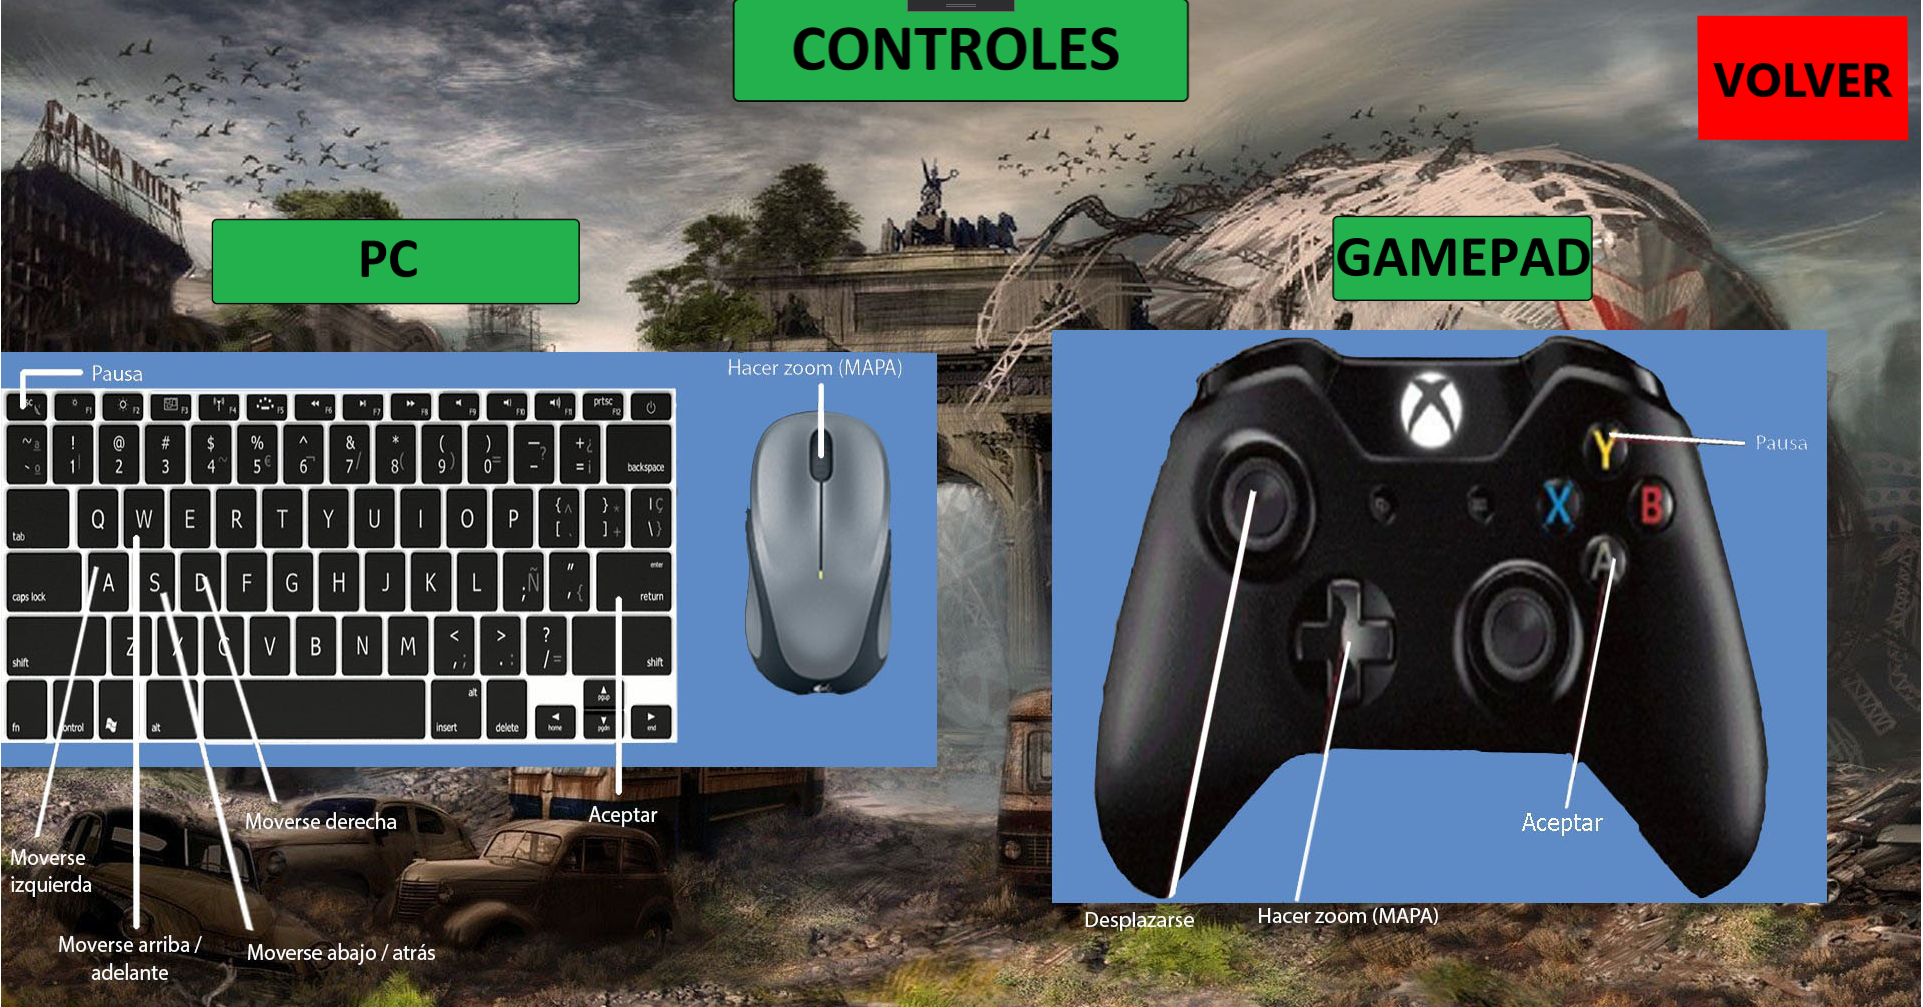 CONTROLES
VOLVER
СЛАВА КПСС
PC
GAMEPAD
Pausa
Hacer zoom (MAPA)
Pausa
F1 F2 F3 F4 F5 F6 F7 F8 F9 F10 F11 prtsc F12
~ ! @ # $ % ^ & * ( ) — +
` 1 2 3 4 5 6 7 8 9 0 - = backspace
tab Q W E R T Y U I O P { [ } ] | \
caps lock A S D F G H J K L ; Ñ " , enter return
shift Z X C V B N M < , > . ? / shift
fn control alt alt insert delete home pgup pgdn end
Y
X B
A
Moverse derecha
Aceptar
Aceptar
Moverse
izquierda
Desplazarse
Hacer zoom (MAPA)
Moverse arriba /
adelante
Moverse abajo / atrás